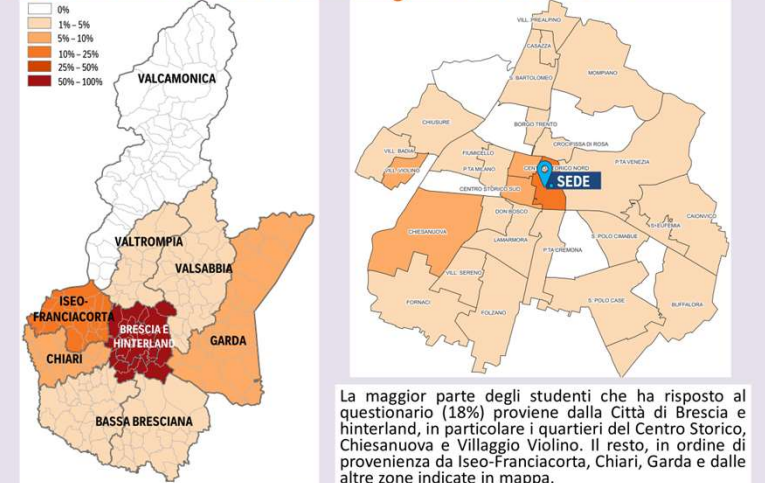 0%
1% – 5%
5% – 10%
10% – 25%
25% – 50%
50% – 100%
VALCAMONICA
VALTROMPIA
VALSABBIA
ISEO-
FRANCIACORTA
BRESCIA E
HINTERLAND
GARDA
CHIARI
BASSA BRESCIANA
VILL. PREALPINO
CASAZZA
S. BARTOLOMEO
MOMPIANO
CHIUSURE
BORGO TRENTO
CROCIFISSA DI ROSA
VILL. BADIA
FIUMICELLO
VILL. VIOLINO
P.TA MILANO
P.TA VENEZIA
SEDE
CENTRO STORICO SUD
CHIESANUOVA
DON BOSCO
LAMARMORA
P.TA CREMONA
S. POLO CIMABUE
S. EUFEMIA
CAIONVICO
VILL. SERENO
FORNACI
FOLZANO
S. POLO CASE
BUFFALORA
La maggior parte degli studenti che ha risposto al
questionario (18%) proviene dalla Città di Brescia e
hinterland, in particolare i quartieri del Centro Storico,
Chiesanuova e Villaggio Violino. Il resto, in ordine di
provenienza da Iseo-Franciacorta, Chiari, Garda e dalle
altre zone indicate in mappa.